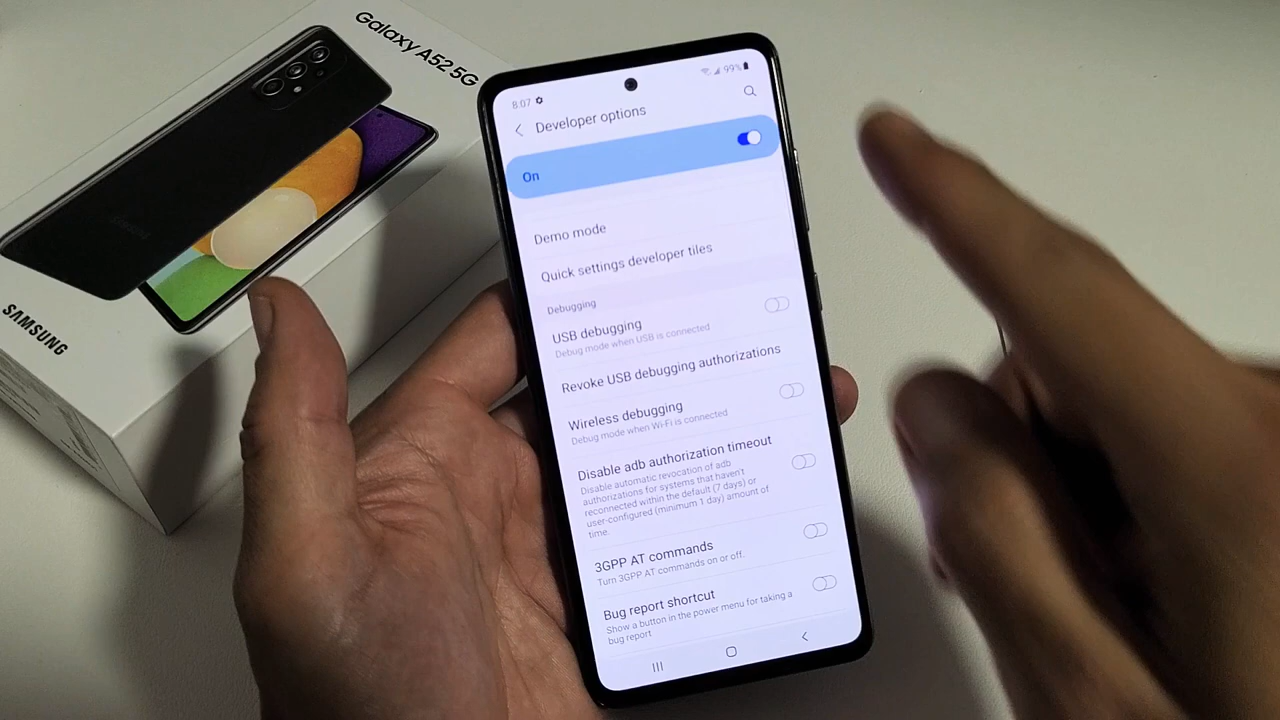 Galaxy A52 5G
SAMSUNG
8:07
99%
Developer options
On
Demo mode
Quick settings developer tiles
Debugging
USB debugging
Debug mode when USB is connected
Revoke USB debugging authorizations
Wireless debugging
Debug mode when Wi-Fi is connected
Disable adb authorization timeout
Disable automatic revocation of adb
authorizations for systems that haven't
reconnected within the default (7 days) or
user-configured (minimum 1 day) amount of
time.
3GPP AT commands
Turn 3GPP AT commands on or off.
Bug report shortcut
Show a button in the power menu for taking a
bug report